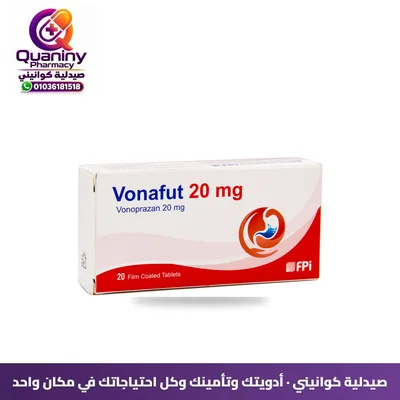 Quaniny
Pharmacy
صيدلية كوانيني
01036181518
Vonafut 20 mg
Vonoprazan 20 mg
20 Film Coated Tablets
FPi
صيدلية كوانيني - أدويتك وتأمينك وكل احتياجاتك في مكان واحد